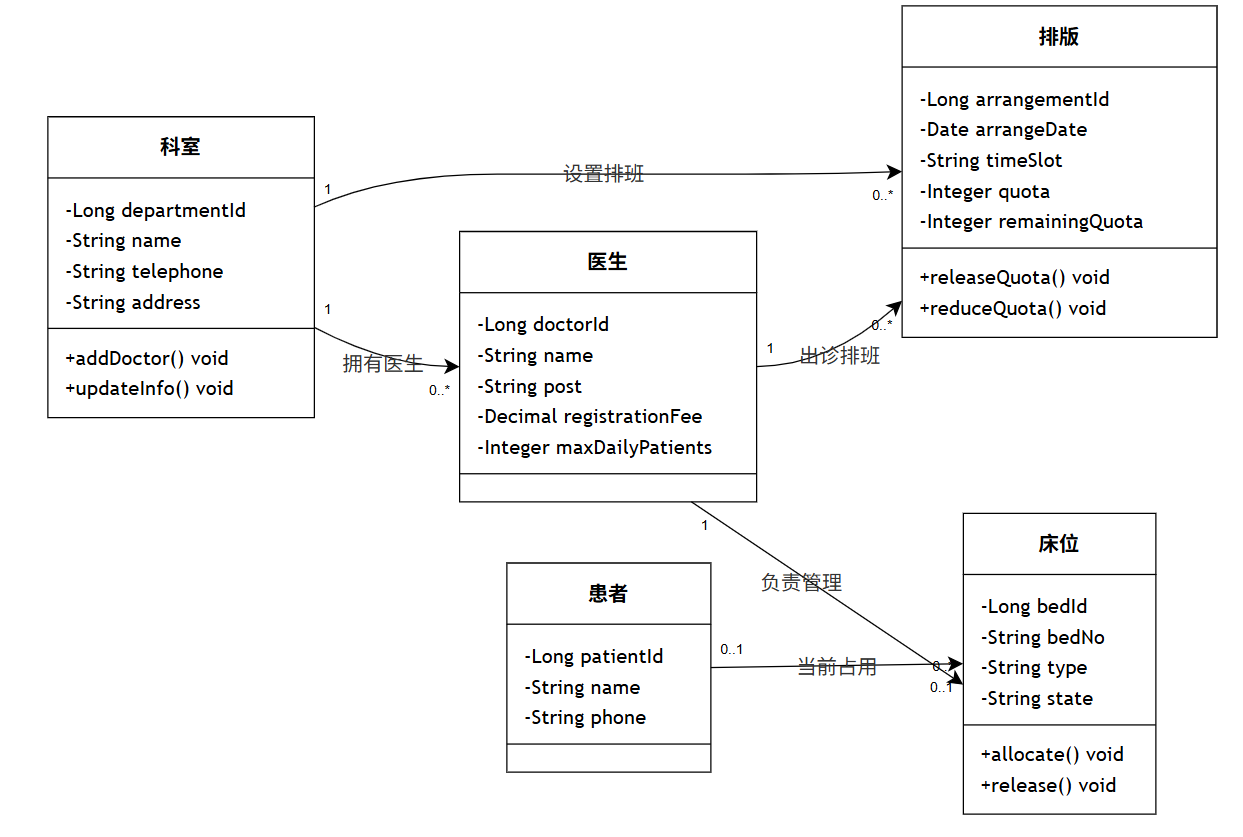 排版
-Long arrangementId
-Date arrangeDate
-String timeSlot
-Integer quota
-Integer remainingQuota
+releaseQuota() void
+reduceQuota() void
科室
-Long departmentId
-String name
-String telephone
-String address
+addDoctor() void
+updateInfo() void
1
设置排班
0..*
1
拥有医生
0..*
医生
-Long doctorId
-String name
-String post
-Decimal registrationFee
-Integer maxDailyPatients
1
出诊排班
0..*
1
负责管理
患者
-Long patientId
-String name
-String phone
0..1
当前占用
0..1
床位
-Long bedId
-String bedNo
-String type
-String state
+allocate() void
+release() void